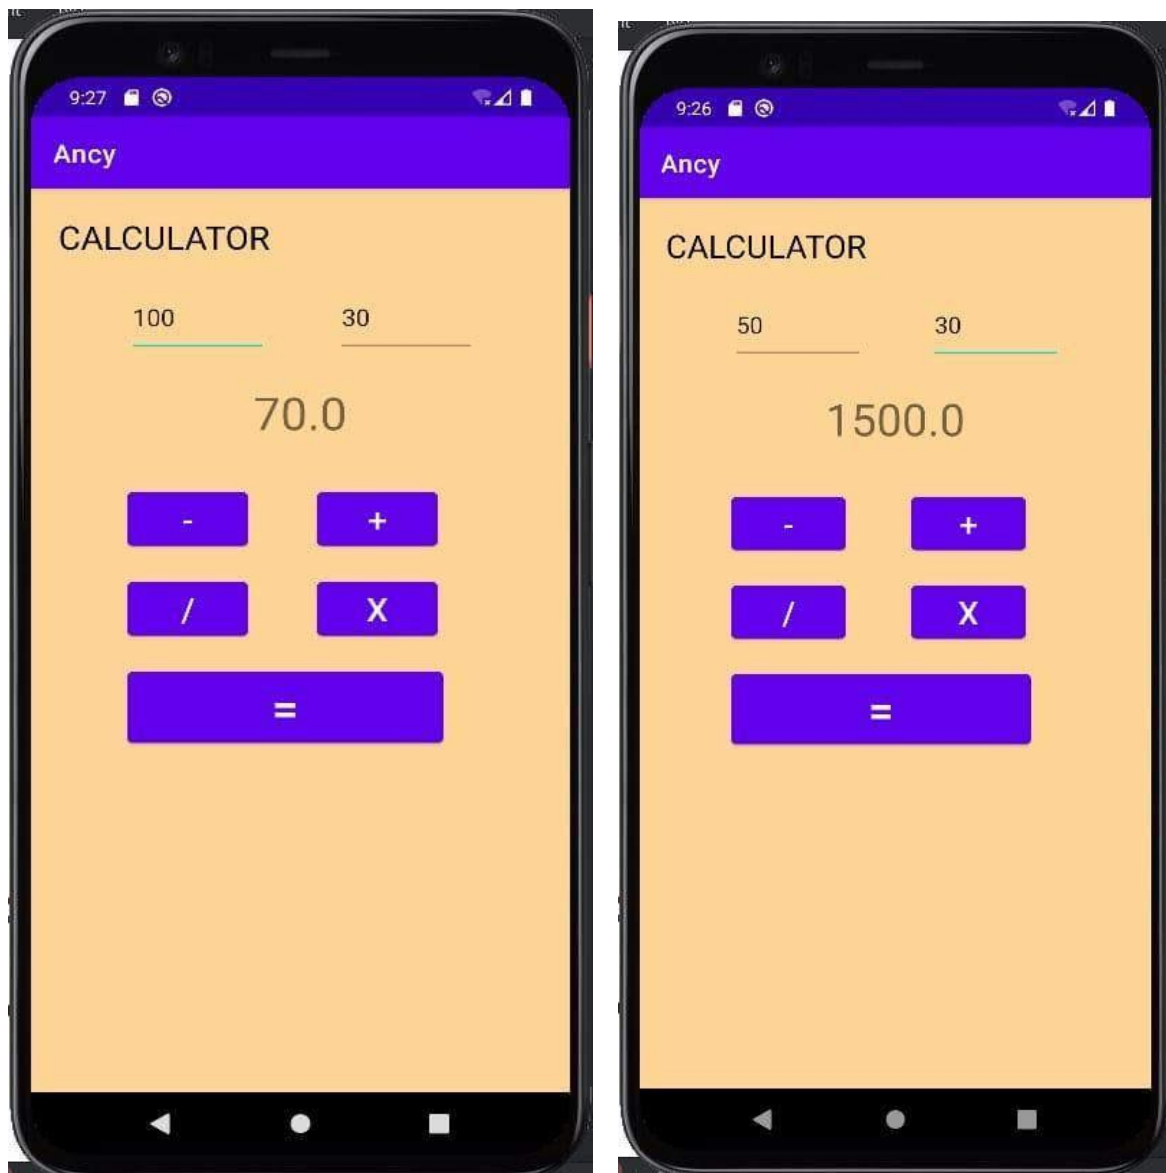 9:27
Ancy
CALCULATOR
100 30
70.0
- +
/ X
=
9:26
Ancy
CALCULATOR
50 30
1500.0
- +
/ X
=